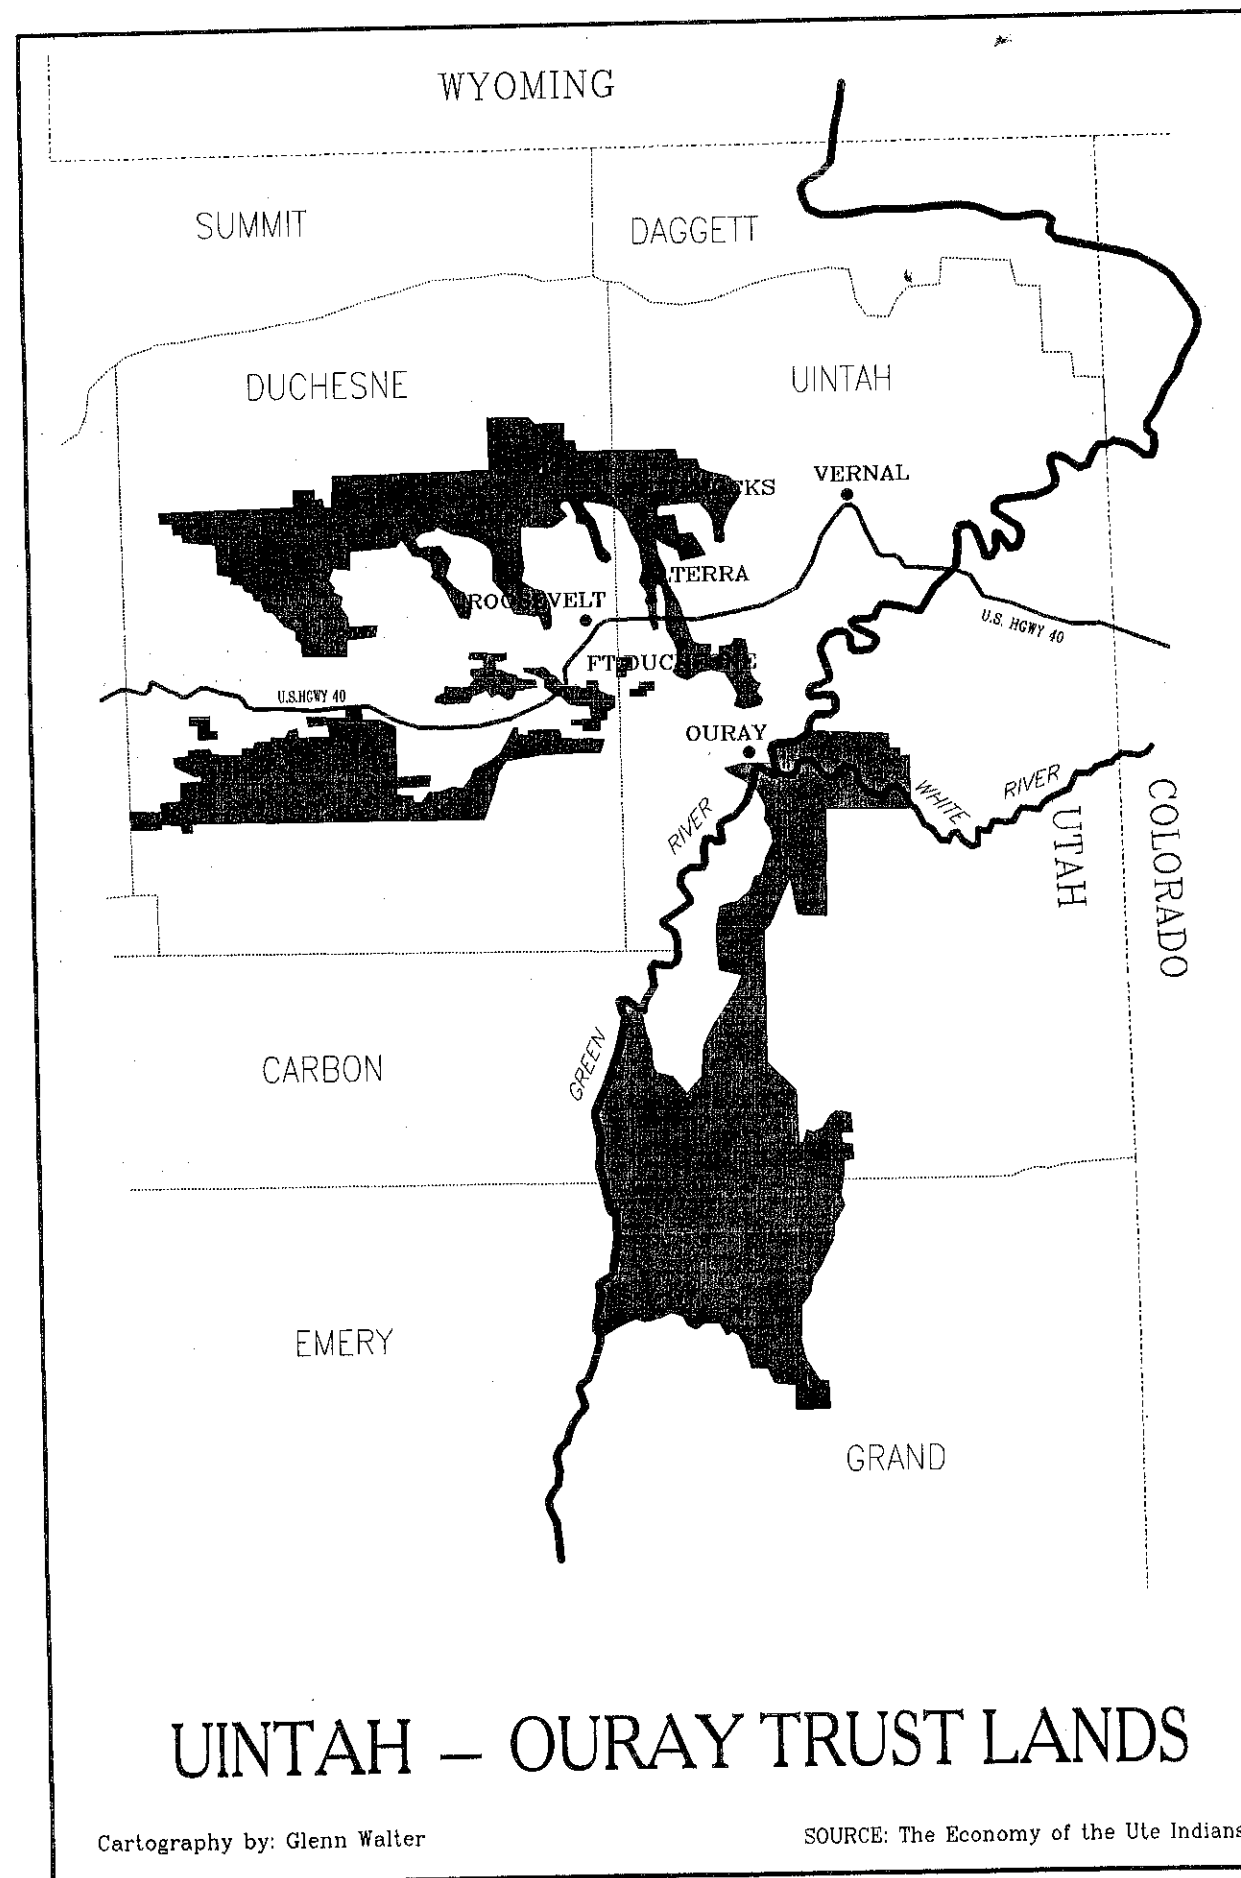 WYOMING
SUMMIT
DAGGETT
DUCHESNE
UINTAH
VERNAL
TERRA
ROOSEVELT
U.S. HGWY 40
U.S.HGWY 40
OURAY
RIVER
WHITE
RIVER
UTAH
COLORADO
GREEN
CARBON
EMERY
GRAND
UINTAH – OURAY TRUST LANDS
Cartography by: Glenn Walter
SOURCE: The Economy of the Ute Indians